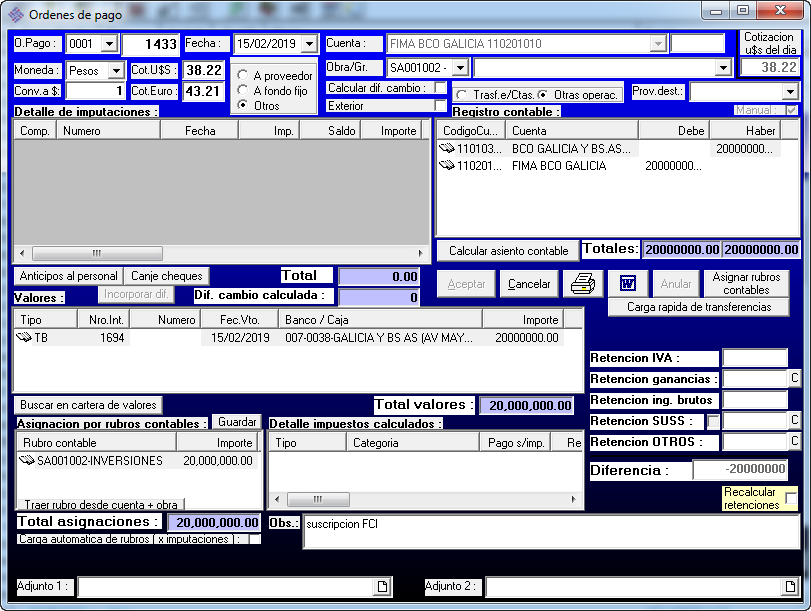 Ordenes de pago
O.Pago : 0001 1433 Fecha : 15/02/2019 Cuenta : FIMA BCO GALICIA 110201010 Cotizacion
u$s del dia
Moneda : Pesos Cot.U$S : 38.22 A proveedor Obra/Gr. SA001002 - 38.22
Conv.a $: 1 Cot.Euro : 43.21 A fondo fijo Calcular dif. cambio :
Otros Exterior Trasf.e/Ctas. Otras operac. Prov.dest.:
Detalle de imputaciones : Registro contable : Manual :
Comp. Numero Fecha Imp. Saldo Importe CodigoCu... Cuenta Debe Haber
110103... BCO GALICIA Y BS.AS... 20000000...
110201... FIMA BCO GALICIA 20000000...
Calcular asiento contable Totales: 20000000.00 20000000.00
Anticipos al personal Canje cheques Total 0.00 Aceptar Cancelar Anular Asignar rubros
contables
Valores : Incorporar dif. Dif. cambio calculada : 0 Carga rapida de transferencias
Tipo Nro.Int. Numero Fec.Vto. Banco / Caja Importe
TB 1694 15/02/2019 007-0038-GALICIA Y BS AS (AV MAY... 20000000.00
Retencion IVA :
Retencion ganancias : C
Buscar en cartera de valores Total valores : 20,000,000.00 Retencion ing. brutos
Asignacion por rubros contables : Guardar Detalle impuestos calculados : Retencion SUSS : C
Rubro contable Importe Tipo Categoria Pago s/imp. Re Retencion OTROS : C
SA001002-INVERSIONES 20,000,000.00
Diferencia : -20000000
Traer rubro desde cuenta + obra Recalcular
retenciones
Total asignaciones : 20,000,000.00 Obs.: suscripcion FCI
Carga automatica de rubros ( x imputaciones ) :
Adjunto 1 : Adjunto 2 :